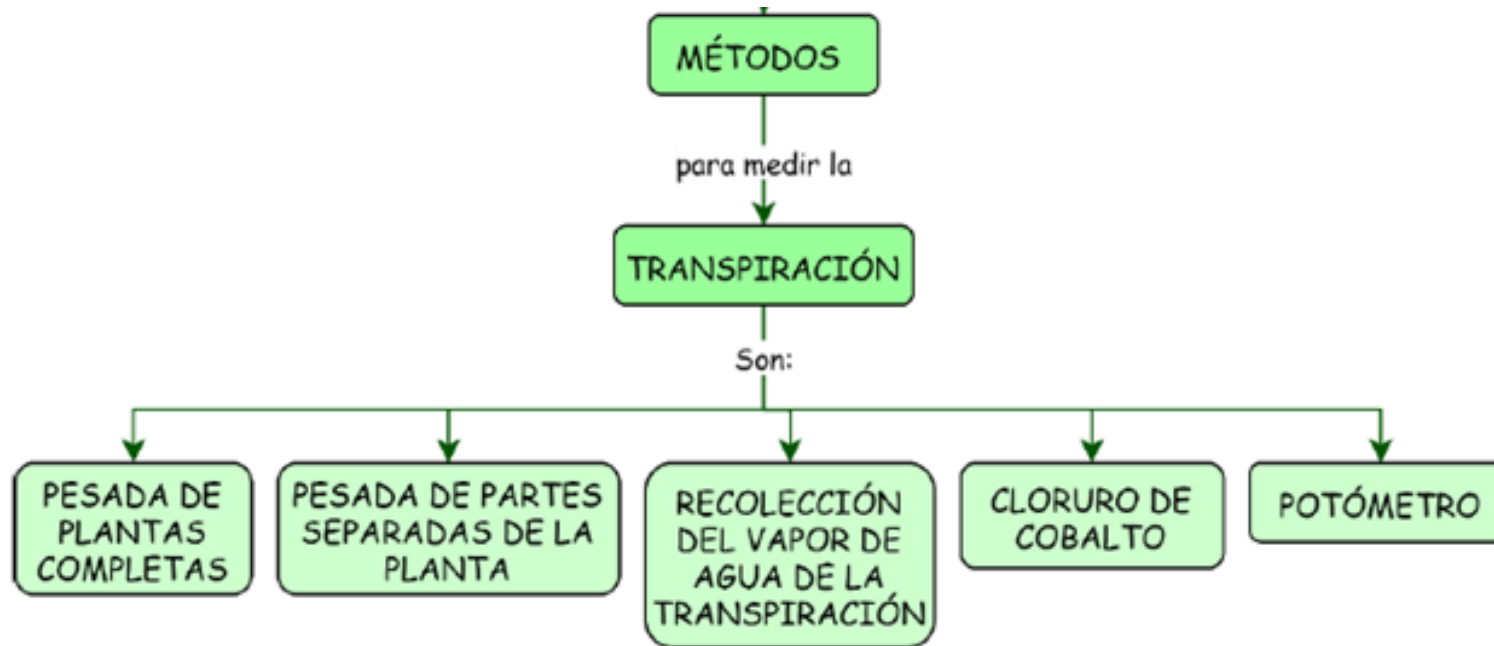 MÉTODOS
para medir la
TRANSPIRACIÓN
Son:
PESADA DE
PLANTAS
COMPLETAS
PESADA DE PARTES
SEPARADAS DE LA
PLANTA
RECOLECCIÓN
DEL VAPOR DE
AGUA DE LA
TRANSPIRACIÓN
CLORURO DE
COBALTO
POTÓMETRO